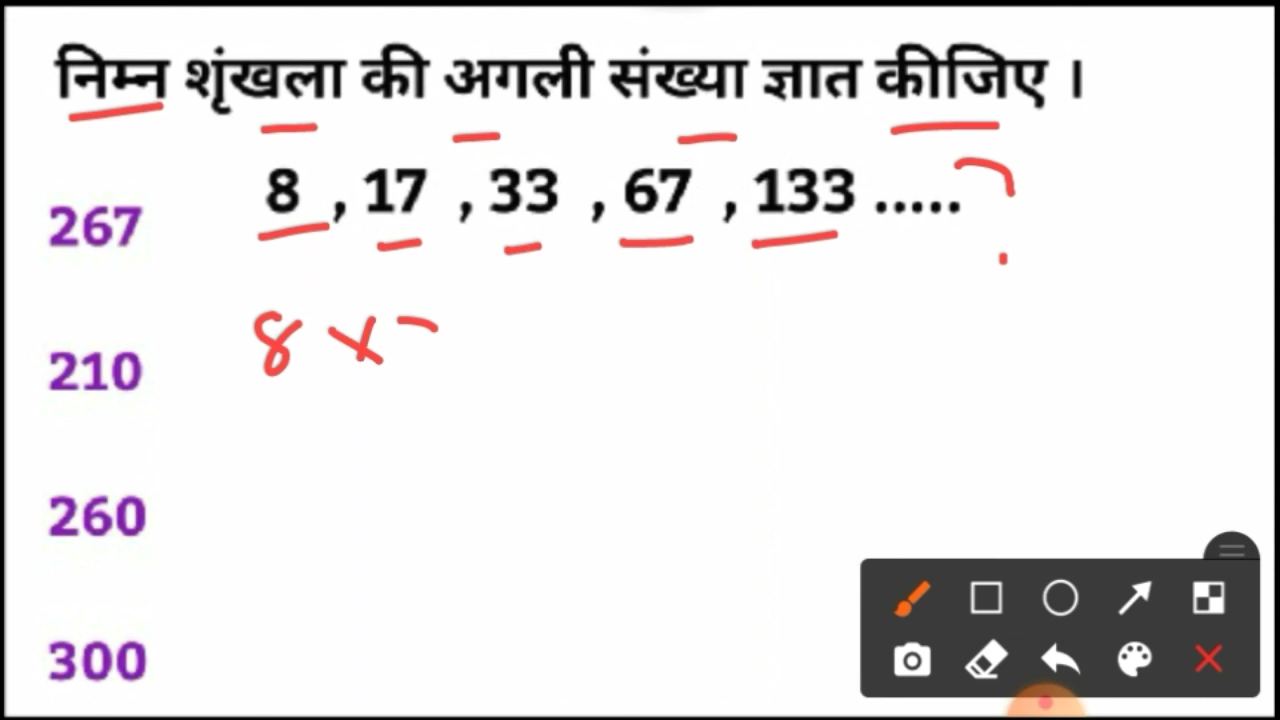 निम्न शृंखला की अगली संख्या ज्ञात कीजिए ।
8 , 17 , 33 , 67 , 133 ..... ?
267
8 ×
210
260
300